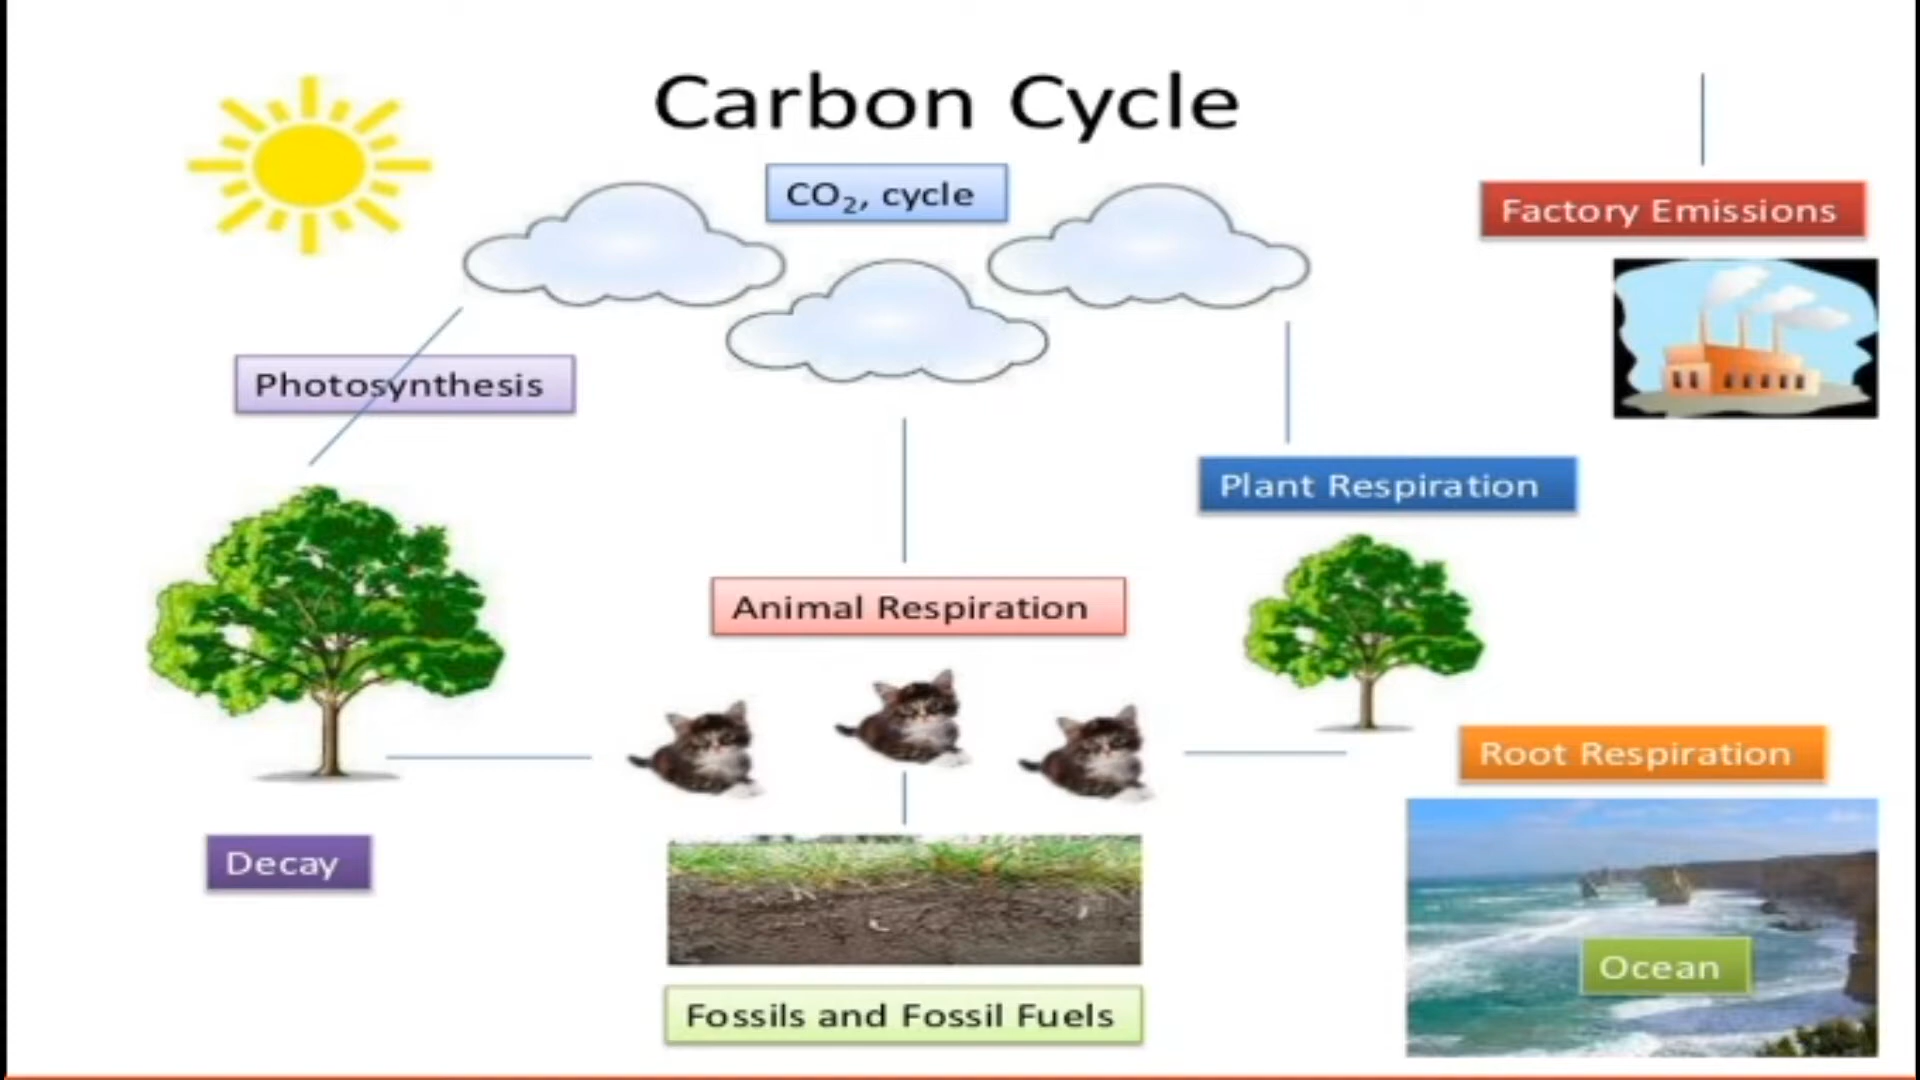 Carbon Cycle
CO₂, cycle
Factory Emissions
Photosynthesis
Plant Respiration
Animal Respiration
Root Respiration
Decay
Ocean
Fossils and Fossil Fuels